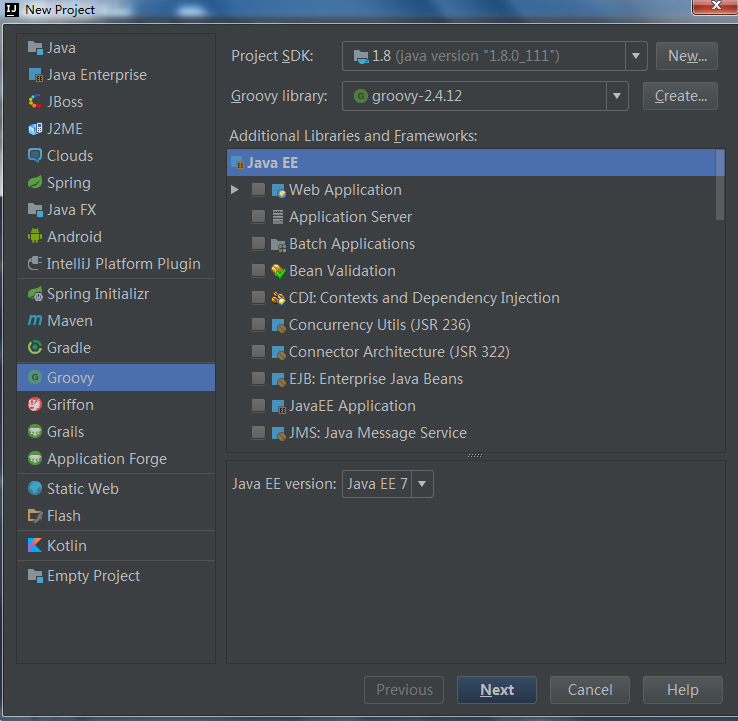 New Project
Java
Java Enterprise
JBoss
J2ME
Clouds
Spring
Java FX
Android
IntelliJ Platform Plugin
Spring Initializr
Maven
Gradle
Groovy
Griffon
Grails
Application Forge
Static Web
Flash
Kotlin
Empty Project
Project SDK: 1.8 (java version "1.8.0_111") New...
Groovy library: groovy-2.4.12 Create...
Additional Libraries and Frameworks:
Java EE
Web Application
Application Server
Batch Applications
Bean Validation
CDI: Contexts and Dependency Injection
Concurrency Utils (JSR 236)
Connector Architecture (JSR 322)
EJB: Enterprise Java Beans
JavaEE Application
JMS: Java Message Service
Java EE version: Java EE 7
Previous Next Cancel Help